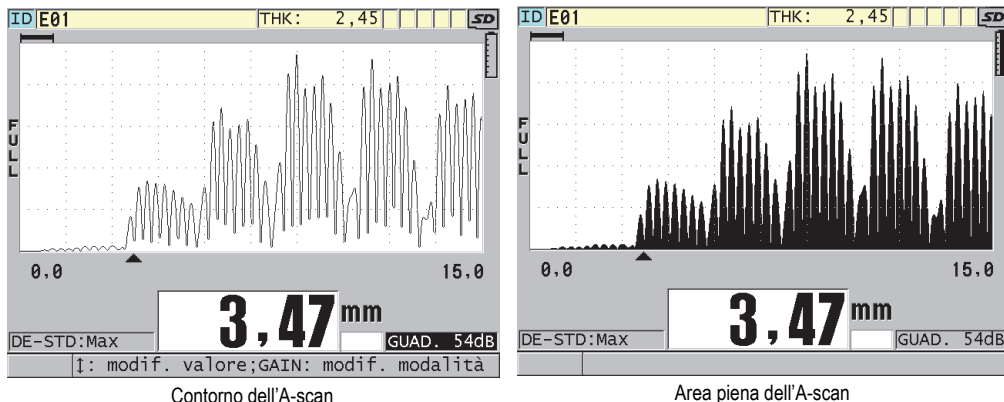 ID E01 THK: 2,45 SD
FULL
0,0 15,0
3,47 mm
DE-STD:Max GUAD. 54dB
↕: modif. valore;GAIN: modif. modalità
Contorno dell'A-scan
ID E01 THK: 2,45 SD
FULL
0,0 15,0
3,47 mm
DE-STD:Max GUAD. 54dB
Area piena dell'A-scan